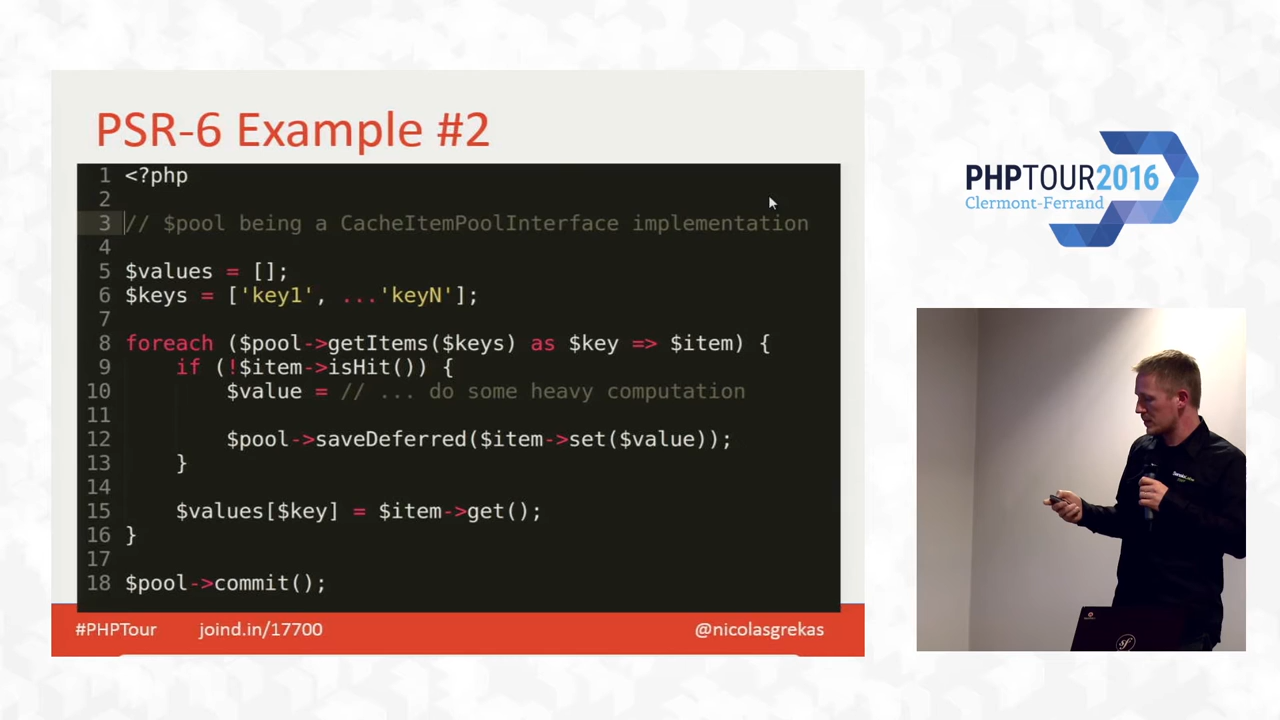 PSR-6 Example #2
1 <?php
2
3 // $pool being a CacheItemPoolInterface implementation
4
5 $values = [];
6 $keys = ['key1', ...'keyN'];
7
8 foreach ($pool->getItems($keys) as $key => $item) {
9     if (!$item->isHit()) {
10         $value = // ... do some heavy computation
11
12         $pool->saveDeferred($item->set($value));
13     }
14
15     $values[$key] = $item->get();
16 }
17
18 $pool->commit();
#PHPTour joind.in/17700 @nicolasgrekas
PHPTOUR2016
Clermont-Ferrand
sf